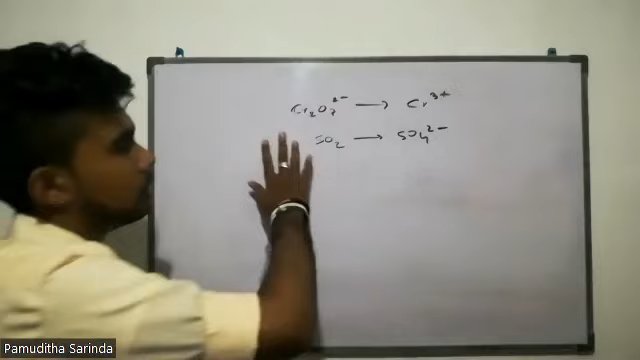 Cr₂O₇²⁻ → Cr³⁺
SO₂ → SO₄²⁻
Pamuditha Sarinda